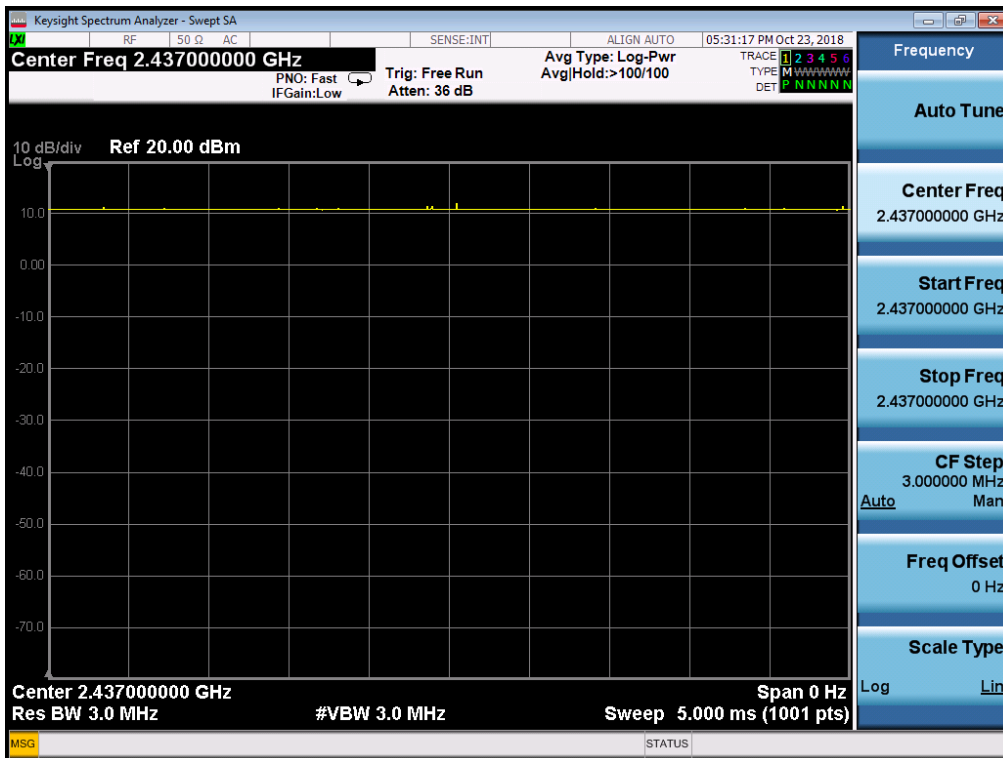 Keysight Spectrum Analyzer - Swept SA
LXI RF 50 Ω AC SENSE:INT ALIGN AUTO 05:31:17 PM Oct 23, 2018
Center Freq 2.437000000 GHz
PNO: Fast
IFGain:Low
Trig: Free Run
Atten: 36 dB
Avg Type: Log-Pwr
Avg|Hold:>100/100
TRACE 1 2 3 4 5 6
TYPE M WWWWW
DET P N N N N N
10 dB/div Ref 20.00 dBm
Log
10.0
0.00
-10.0
-20.0
-30.0
-40.0
-50.0
-60.0
-70.0
Center 2.437000000 GHz Span 0 Hz
Res BW 3.0 MHz #VBW 3.0 MHz Sweep 5.000 ms (1001 pts)
MSG STATUS
Frequency
Auto Tune
Center Freq
2.437000000 GHz
Start Freq
2.437000000 GHz
Stop Freq
2.437000000 GHz
CF Step
3.000000 MHz
Auto Man
Freq Offset
0 Hz
Scale Type
Log Lin